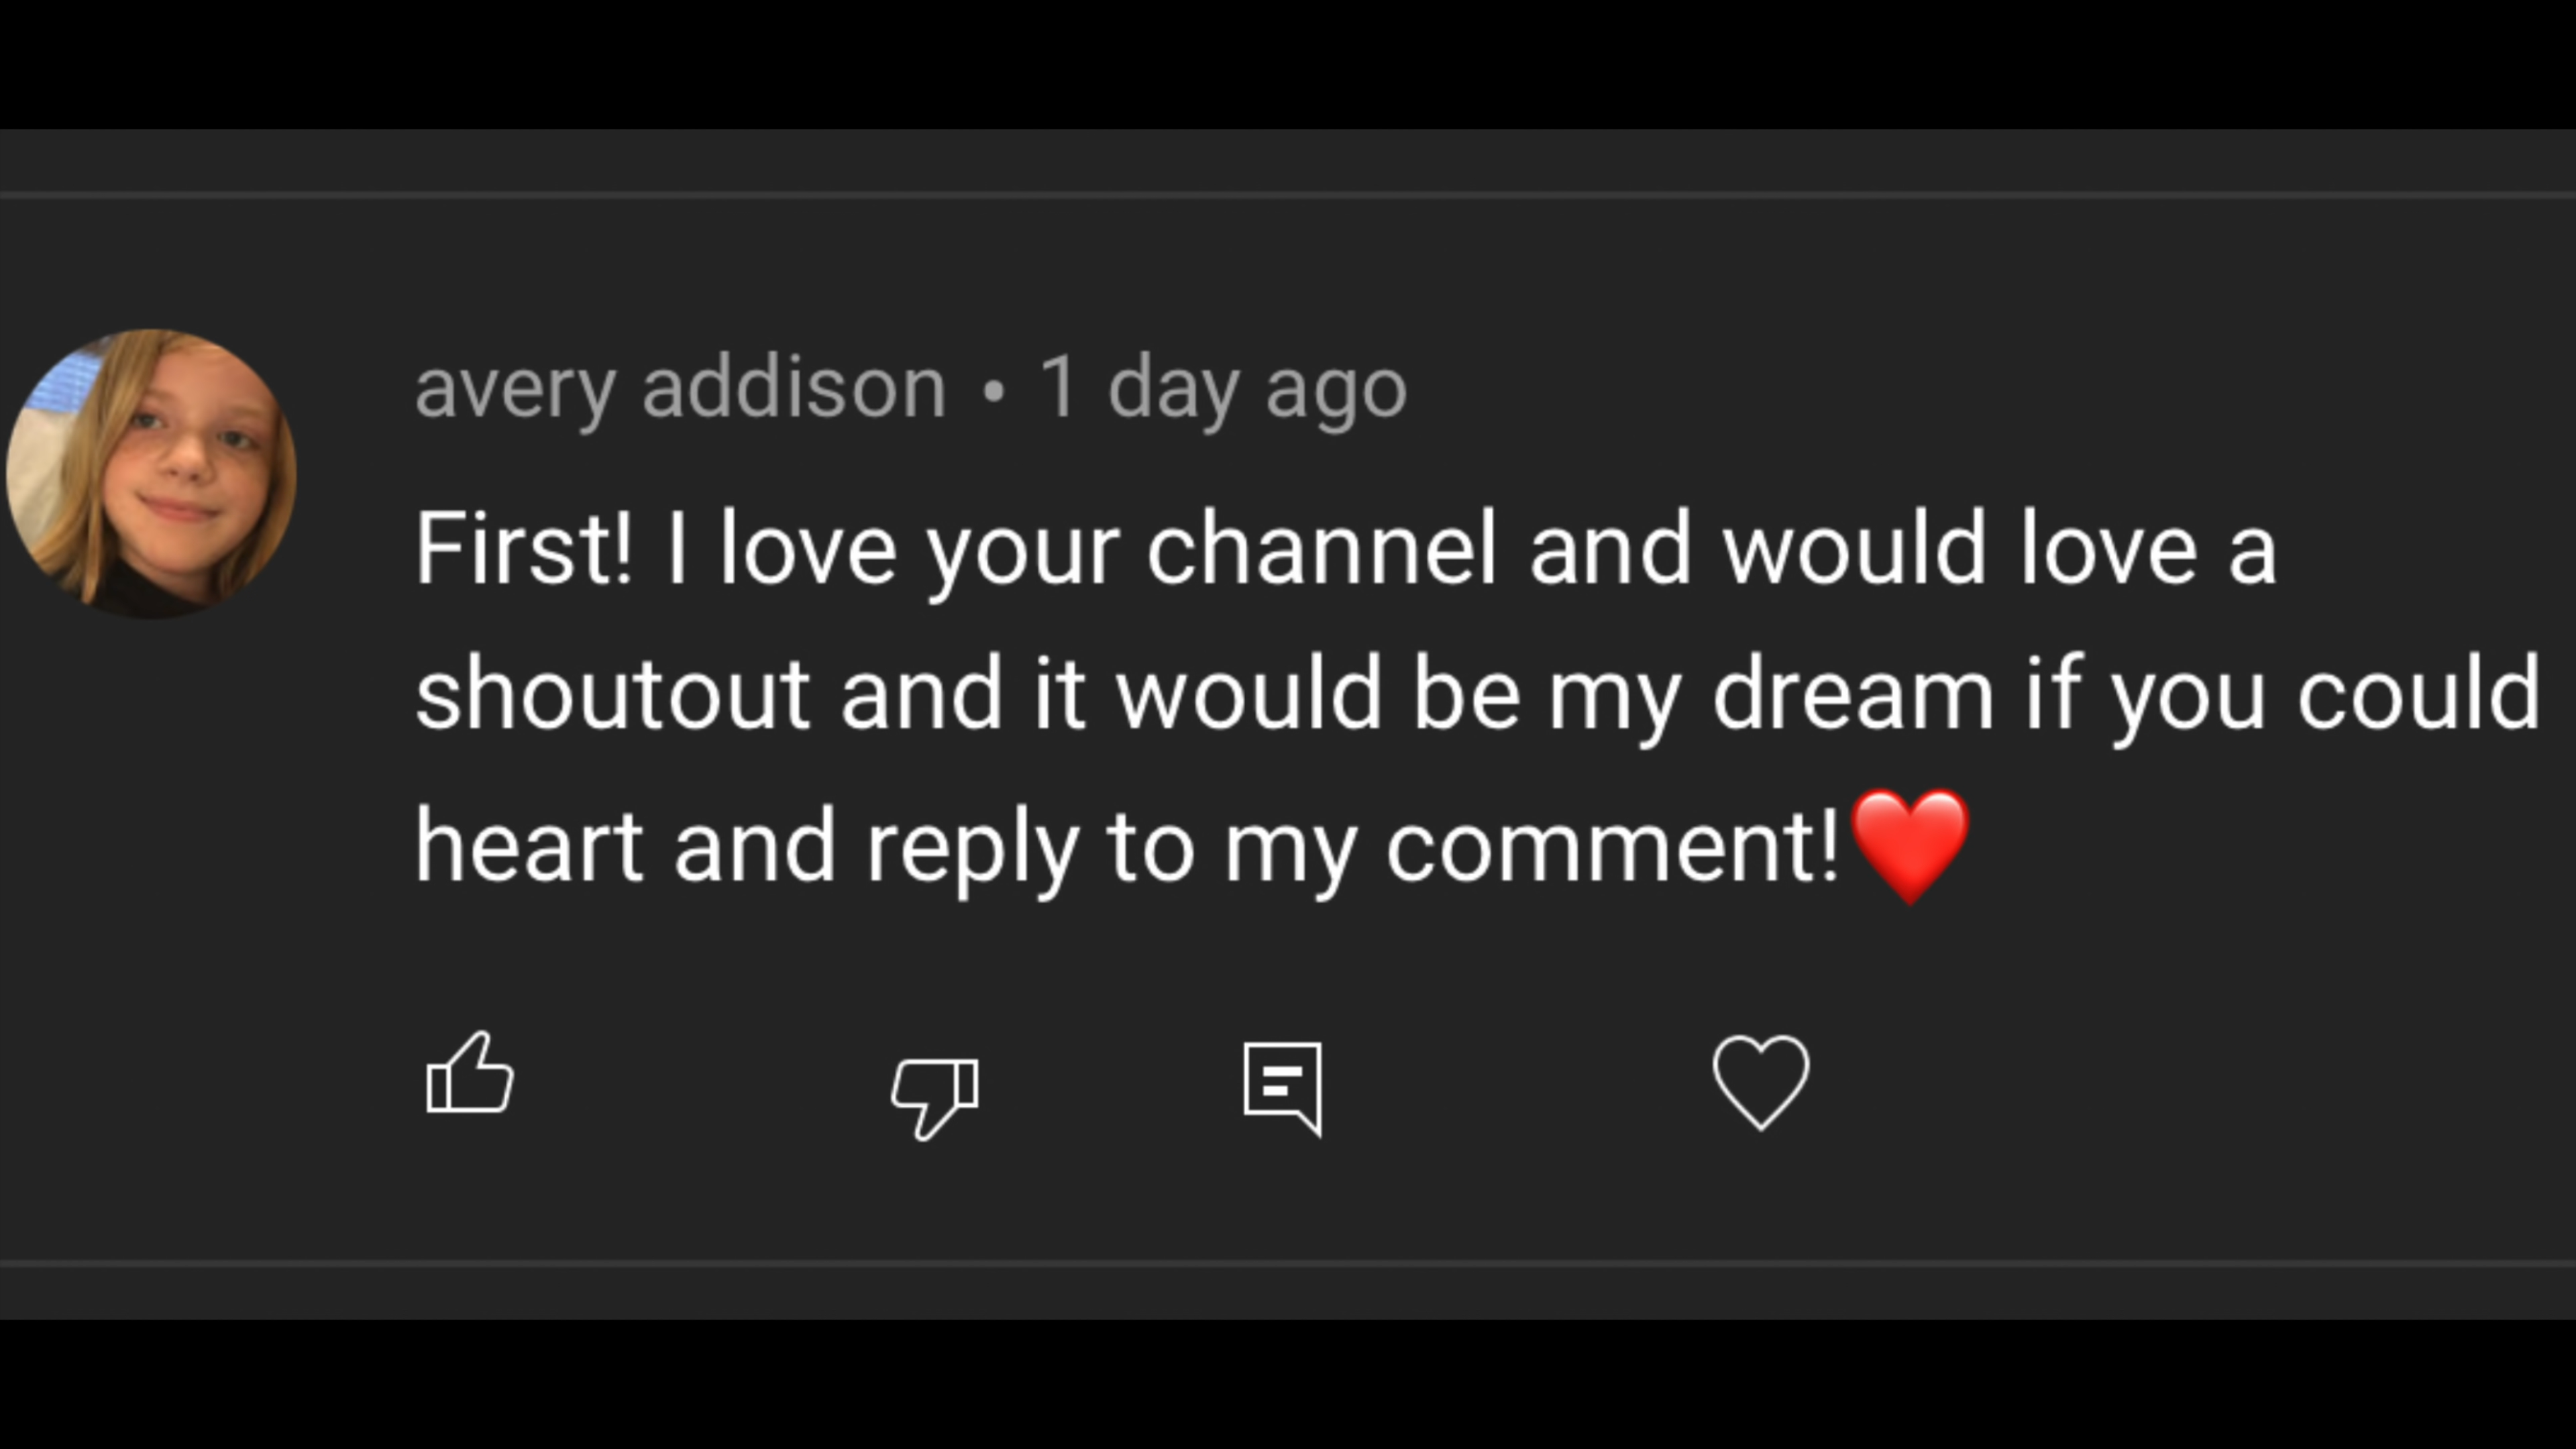 avery addison • 1 day ago
First! I love your channel and would love a
shoutout and it would be my dream if you could
heart and reply to my comment!❤️